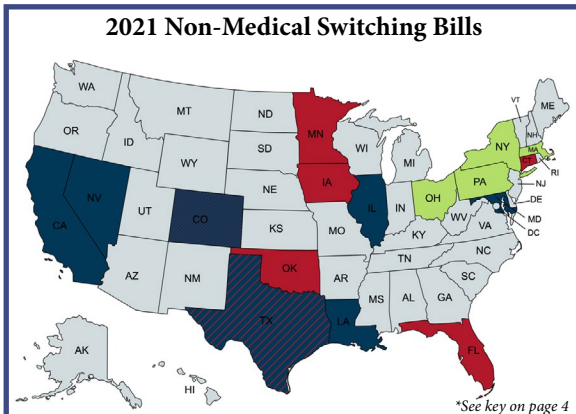 2021 Non-Medical Switching Bills
WA
MT
ND
MN
VT
ME
OR
ID
SD
WI
MI
NY
NH
MA
CT
RI
WY
NE
IA
PA
NJ
NV
UT
CO
IL
IN
OH
DE
CA
KS
MO
WV
VA
MD
DC
KY
NC
TN
AZ
NM
OK
AR
SC
TX
LA
MS
AL
GA
FL
AK
HI
*See key on page 4